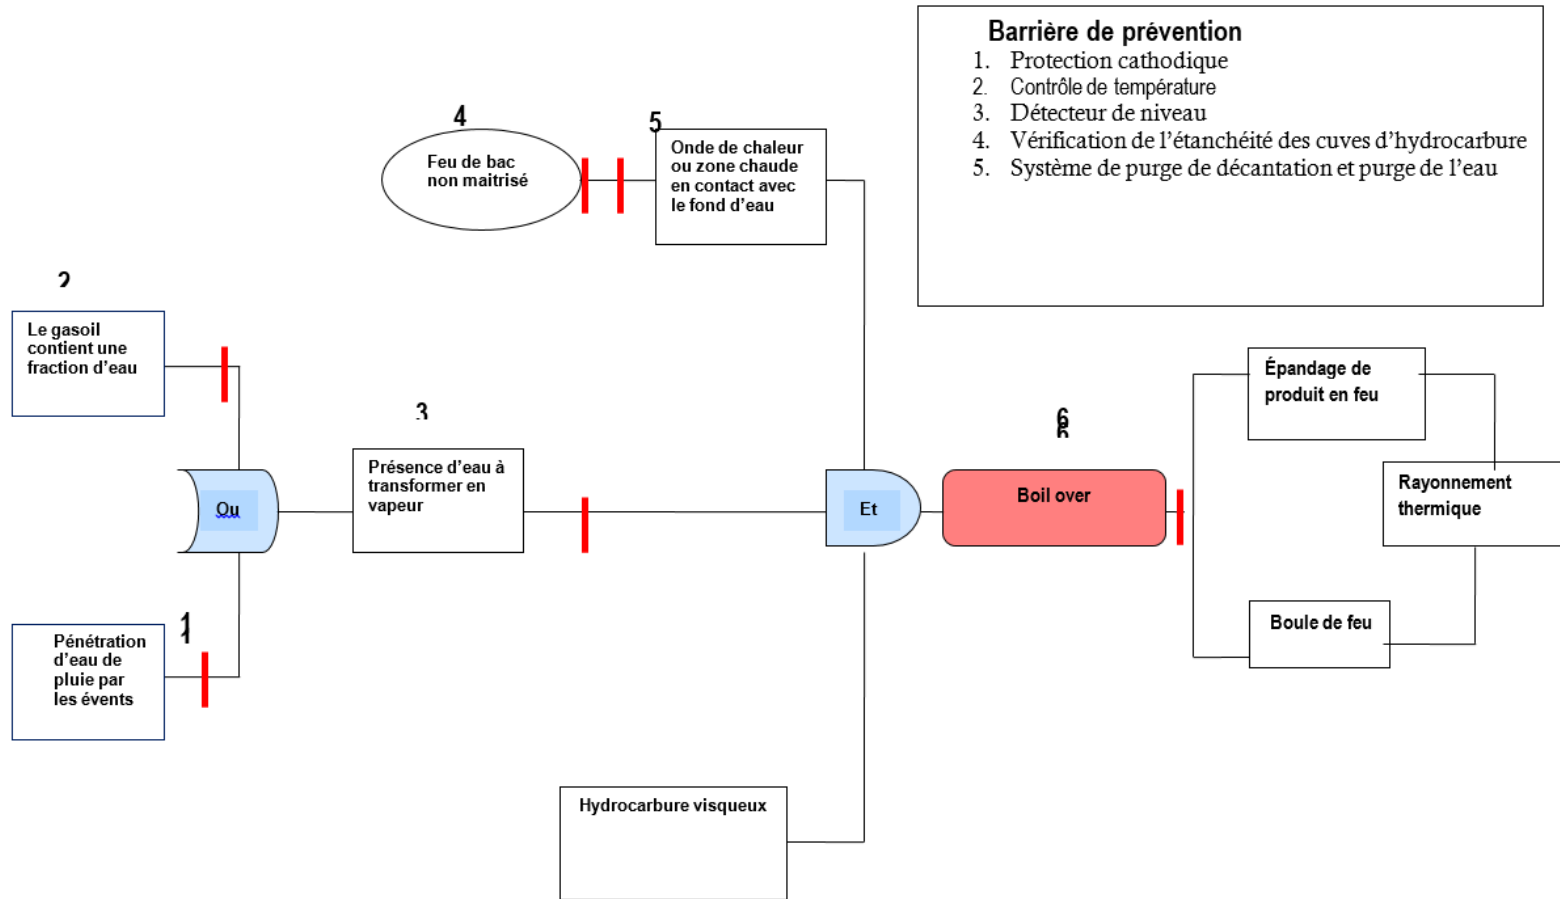 Barrière de prévention
1. Protection cathodique
2. Contrôle de température
3. Détecteur de niveau
4. Vérification de l'étanchéité des cuves d'hydrocarbure
5. Système de purge de décantation et purge de l'eau
4
Feu de bac
non maitrisé
5
Onde de chaleur
ou zone chaude
en contact avec
le fond d'eau
2
Le gasoil
contient une
fraction d'eau
3
Présence d'eau à
transformer en
vapeur
Ou
1
1
Pénétration
d'eau de
pluie par
les évents
Et
6
6
Boil over
Épandage de
produit en feu
Rayonnement
thermique
Boule de feu
Hydrocarbure visqueux